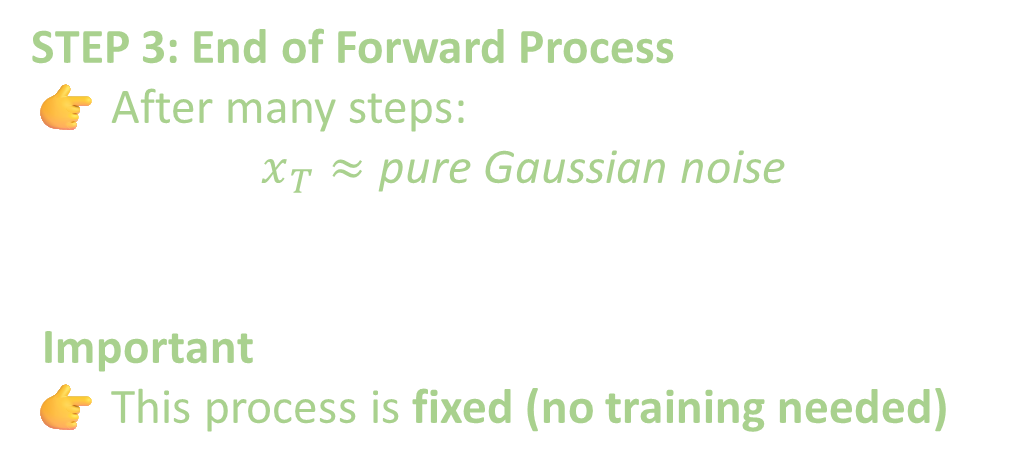 STEP 3: End of Forward Process
👉 After many steps:
x_T ≈ pure Gaussian noise
Important
👉 This process is fixed (no training needed)